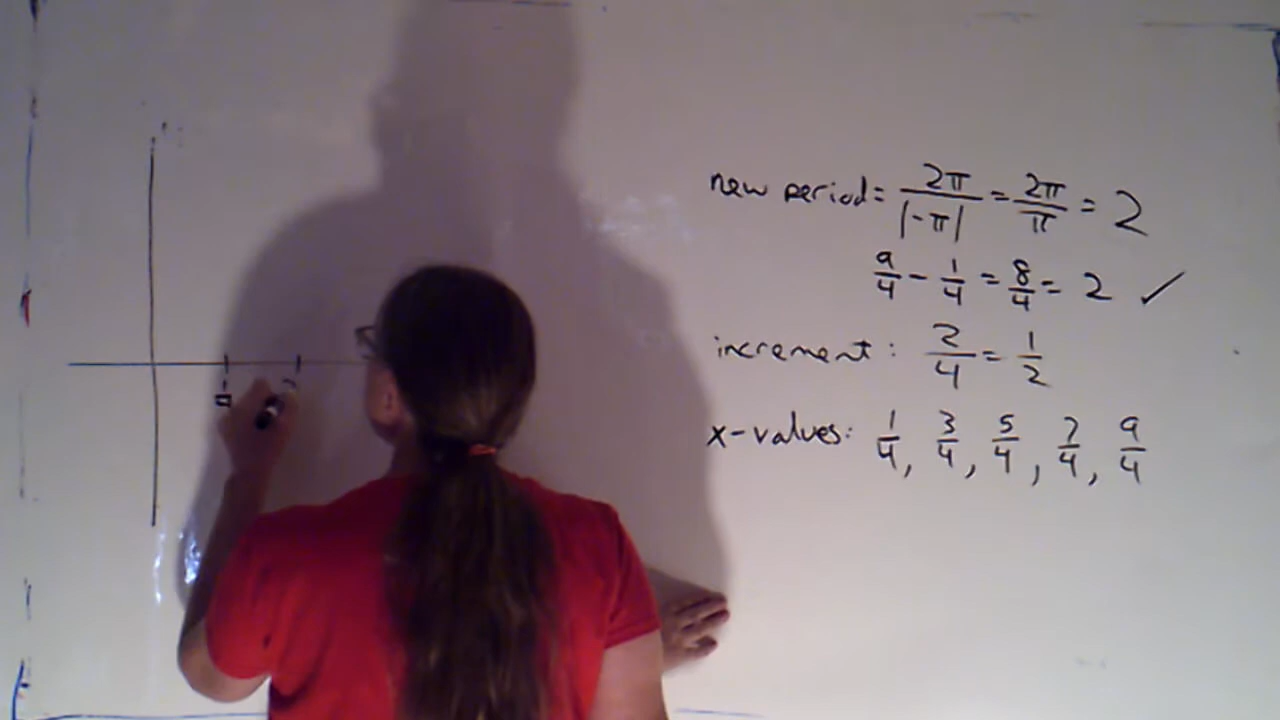 new period = 2π/|-π| = 2π/π = 2
9/4 - 1/4 = 8/4 = 2 ✓
increment: 2/4 = 1/2
x-values: 1/4, 3/4, 5/4, 7/4, 9/4